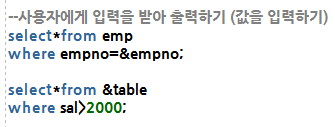 --사용자에게 입력을 받아 출력하기 (값을 입력하기)
select*from emp
where empno=&empno;
select*from &table
where sal>2000;